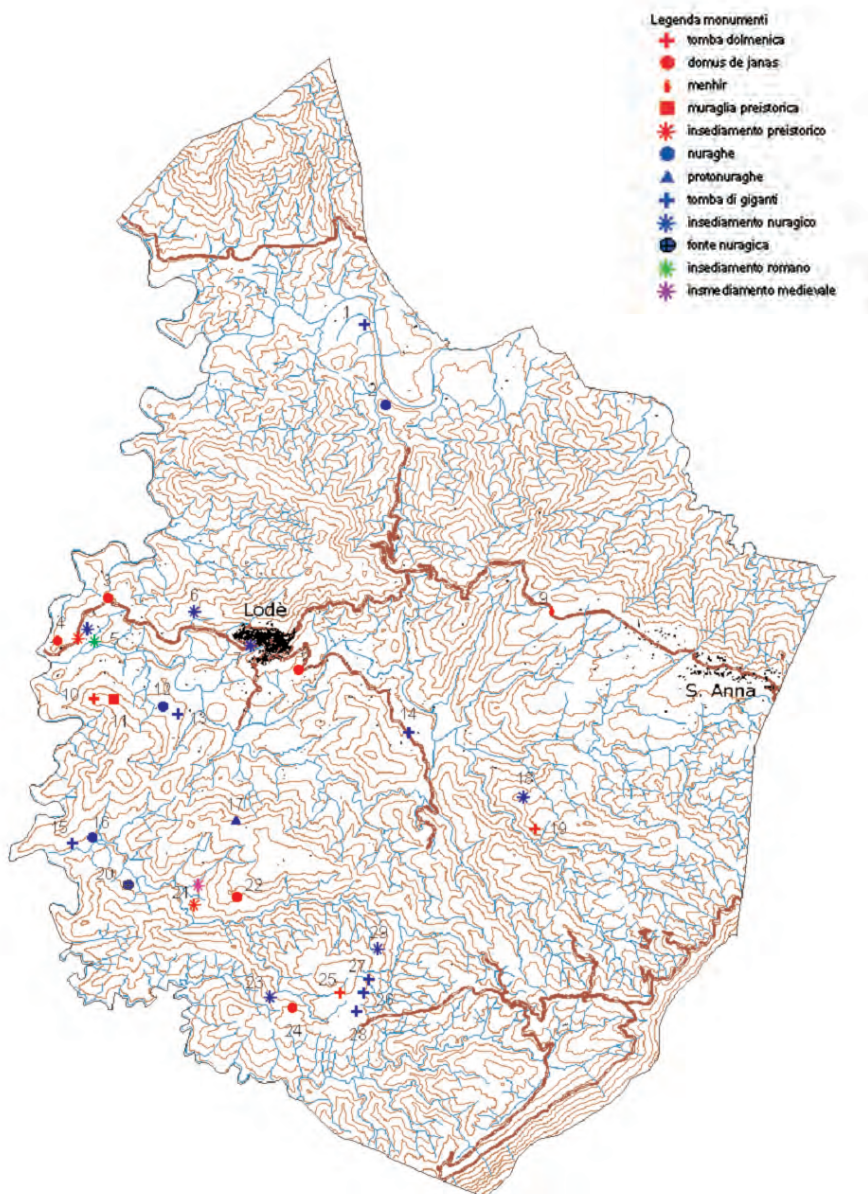 Legenda monumenti
tomba dolmenica
domus de janas
menhir
muraglia preistorica
insediamento preistorico
nuraghe
protonuraghe
tomba di giganti
insediamento nuragico
fonte nuragica
insediamento romano
insmediamento medievale
1
2
3
6
9
Lodè
4
5
S. Anna
10
11
12
13
14
18
17
19
15
16
20
22
21
29
27
25
23
24
28